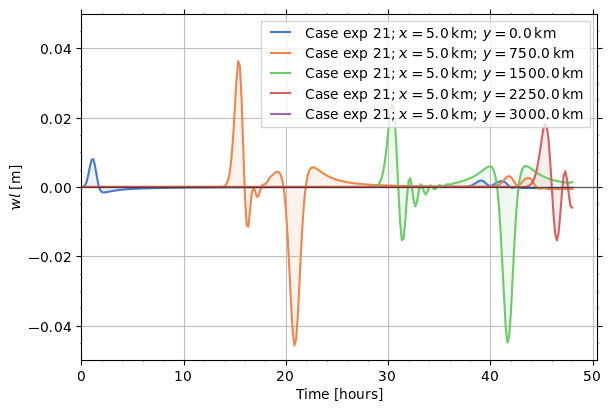 Case exp 21; x = 5.0 km; y = 0.0 km
Case exp 21; x = 5.0 km; y = 750.0 km
Case exp 21; x = 5.0 km; y = 1500.0 km
Case exp 21; x = 5.0 km; y = 2250.0 km
Case exp 21; x = 5.0 km; y = 3000.0 km
0.04
0.02
0.00
−0.02
−0.04
wl [m]
0 10 20 30 40 50
Time [hours]